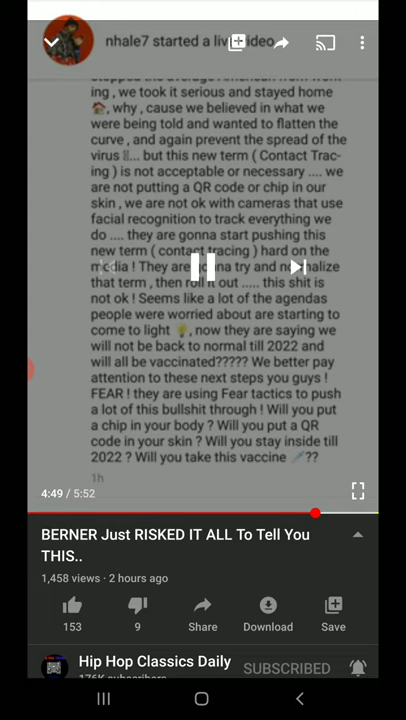 nhale7 started a live video
stopped the average American from work
ing , we took it serious and stayed home
🏠, why , cause we believed in what we
were being told and wanted to flatten the
curve , and again prevent the spread of the
virus ... but this new term ( Contact Trac-
ing ) is not acceptable or necessary .... we
are not putting a QR code or chip in our
skin , we are not ok with cameras that use
facial recognition to track everything we
do .... they are gonna start pushing this
new term ( contact tracing ) hard on the
media ! They are gonna try and normalize
that term , then roll it out ..... this shit is
not ok ! Seems like a lot of the agendas
people were worried about are starting to
come to light 💡, now they are saying we
will not be back to normal till 2022 and
will all be vaccinated????? We better pay
attention to these next steps you guys !
FEAR ! they are using Fear tactics to push
a lot of this bullshit through ! Will you put
a chip in your body ? Will you put a QR
code in your skin ? Will you stay inside till
2022 ? Will you take this vaccine 💉??
1h
4:49 / 5:52
BERNER Just RISKED IT ALL To Tell You
THIS..
1,458 views · 2 hours ago
153
9
Share
Download
Save
Hip Hop Classics Daily
SUBSCRIBED
176K subscribers